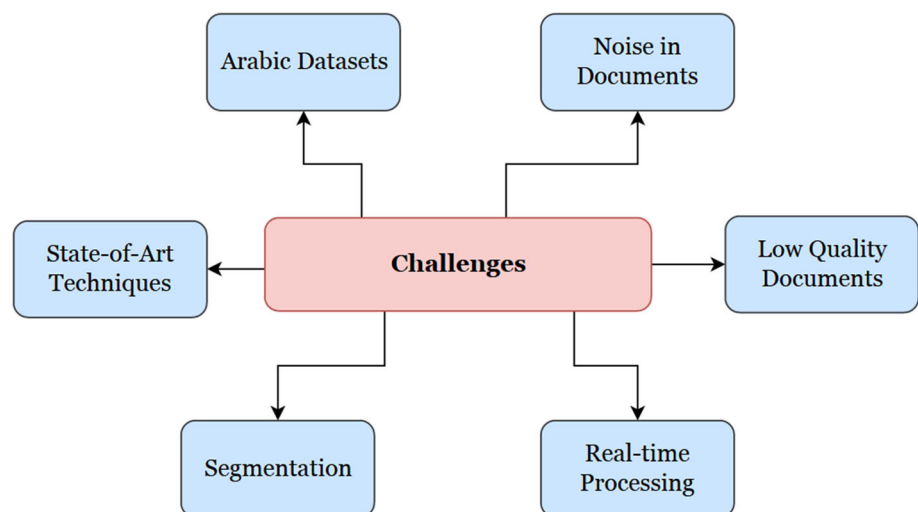 Arabic Datasets
Noise in
Documents
State-of-Art
Techniques
Challenges
Low Quality
Documents
Segmentation
Real-time
Processing